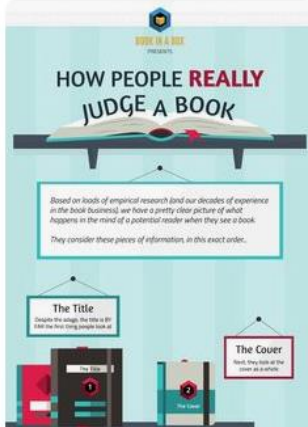 BOOK IN A BOX
PRESENTS
HOW PEOPLE REALLY
JUDGE A BOOK
Based on loads of empirical research (and our decades of experience
in the book business), we have a pretty clear picture of what
happens in the mind of a potential reader when they see a book.
They consider these pieces of information, in this exact order...
The Title
Despite the adage, the title is BY
FAR the first thing people look at
The Cover
Next, they look at the
cover as a whole
The Title
1
2
The Cover